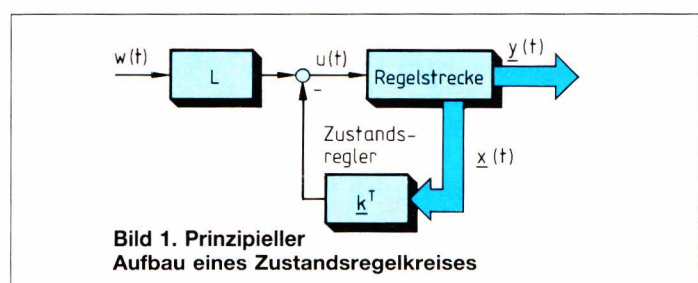 w(t)
L
u(t)
-
Regelstrecke
y(t)
Zustands-
regler
x(t)
k^T
Bild 1. Prinzipieller
Aufbau eines Zustandsregelkreises